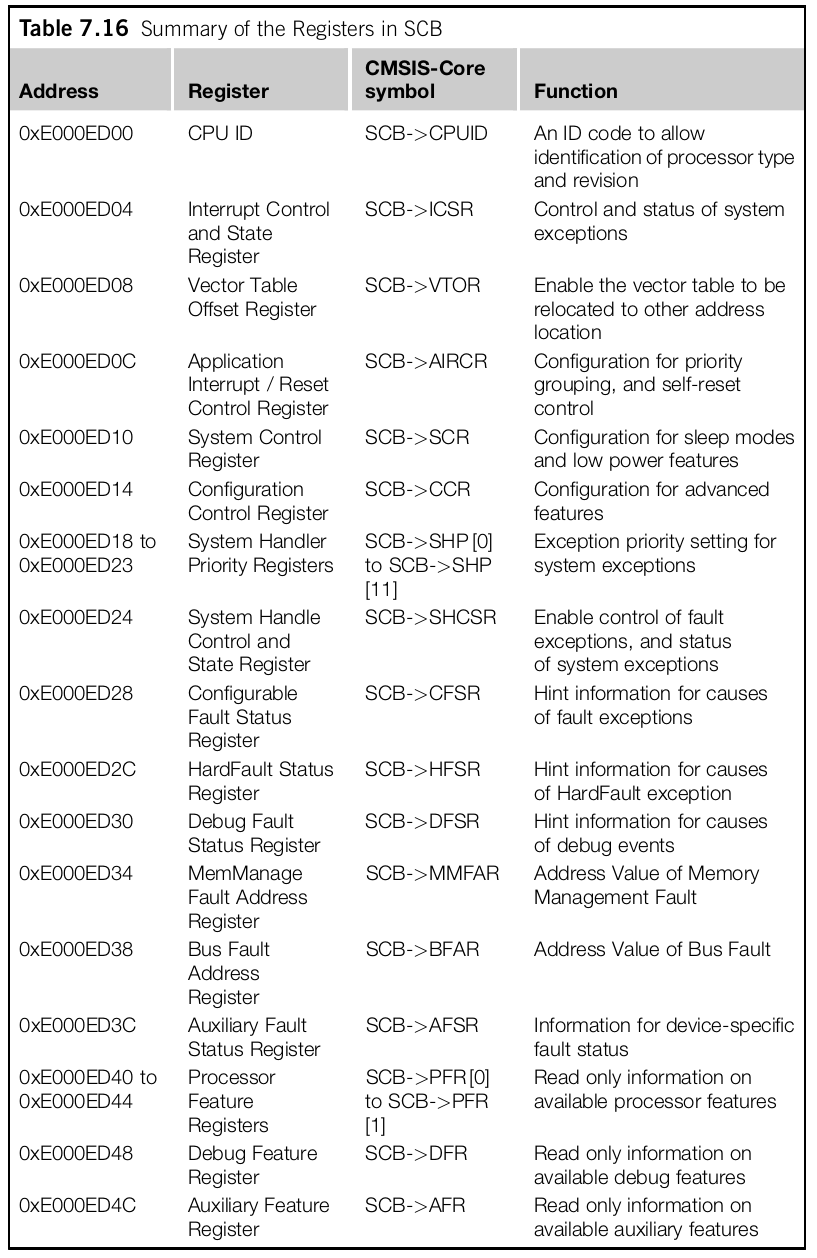 Table 7.16 Summary of the Registers in SCB
Address Register CMSIS-Core symbol Function
0xE000ED00 CPU ID SCB->CPUID An ID code to allow
identification of processor type
and revision
0xE000ED04 Interrupt Control SCB->ICSR Control and status of system
and State exceptions
Register
0xE000ED08 Vector Table SCB->VTOR Enable the vector table to be
Offset Register relocated to other address
location
0xE000ED0C Application SCB->AIRCR Configuration for priority
Interrupt / Reset grouping, and self-reset
Control Register control
0xE000ED10 System Control SCB->SCR Configuration for sleep modes
Register and low power features
0xE000ED14 Configuration SCB->CCR Configuration for advanced
Control Register features
0xE000ED18 to System Handler SCB->SHP[0] Exception priority setting for
0xE000ED23 Priority Registers to SCB->SHP system exceptions
[11]
0xE000ED24 System Handle SCB->SHCSR Enable control of fault
Control and exceptions, and status
State Register of system exceptions
0xE000ED28 Configurable SCB->CFSR Hint information for causes
Fault Status of fault exceptions
Register
0xE000ED2C HardFault Status SCB->HFSR Hint information for causes
Register of HardFault exception
0xE000ED30 Debug Fault SCB->DFSR Hint information for causes
Status Register of debug events
0xE000ED34 MemManage SCB->MMFAR Address Value of Memory
Fault Address Management Fault
Register
0xE000ED38 Bus Fault SCB->BFAR Address Value of Bus Fault
Address
Register
0xE000ED3C Auxiliary Fault SCB->AFSR Information for device-specific
Status Register fault status
0xE000ED40 to Processor SCB->PFR[0] Read only information on
0xE000ED44 Feature to SCB->PFR available processor features
Registers [1]
0xE000ED48 Debug Feature SCB->DFR Read only information on
Register available debug features
0xE000ED4C Auxiliary Feature SCB->AFR Read only information on
Register available auxiliary features